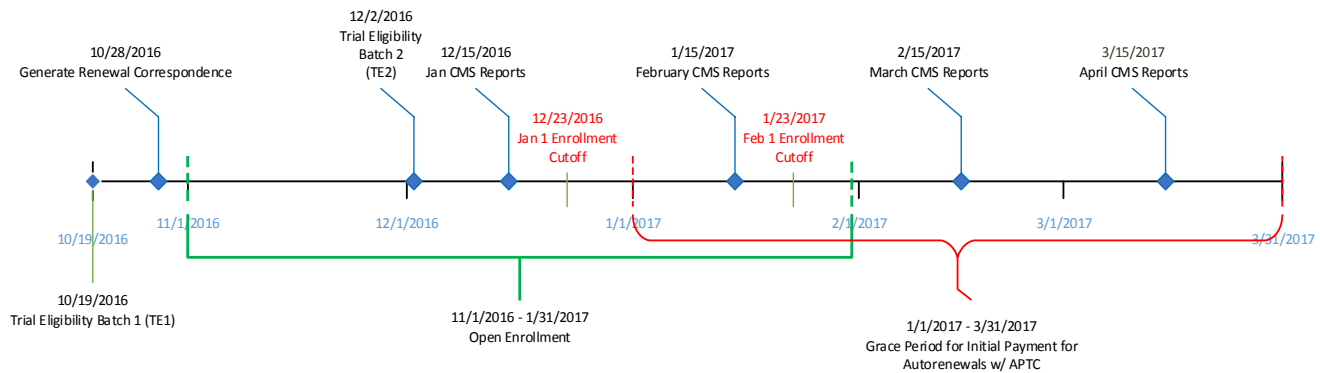 10/28/2016
Generate Renewal Correspondence
12/2/2016
Trial Eligibility
Batch 2
(TE2)
12/15/2016
Jan CMS Reports
1/15/2017
February CMS Reports
2/15/2017
March CMS Reports
3/15/2017
April CMS Reports
12/23/2016
Jan 1 Enrollment
Cutoff
1/23/2017
Feb 1 Enrollment
Cutoff
10/19/2016
11/1/2016
12/1/2016
1/1/2017
2/1/2017
3/1/2017
3/31/2017
10/19/2016
Trial Eligibility Batch 1 (TE1)
11/1/2016 - 1/31/2017
Open Enrollment
1/1/2017 - 3/31/2017
Grace Period for Initial Payment for
Autorenewals w/ APTC